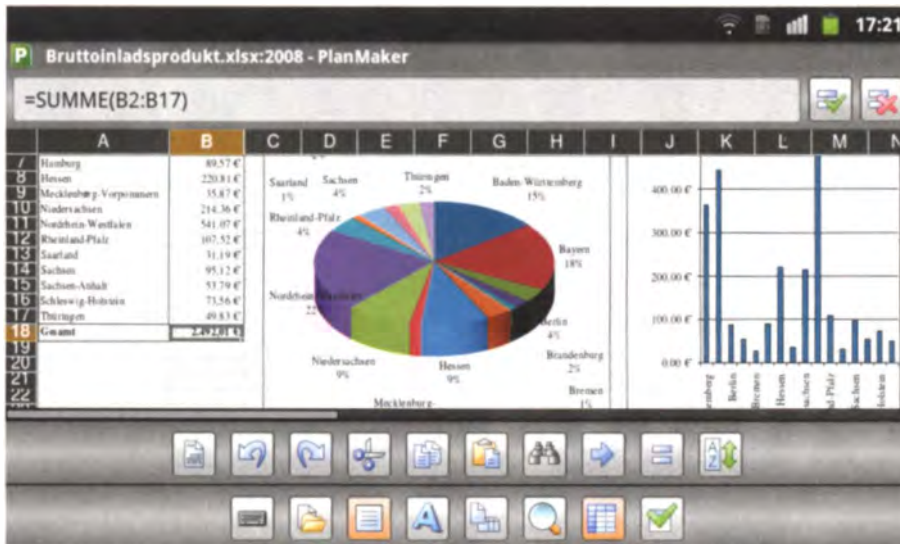 17:21
Bruttoinladsprodukt.xlsx:2008 - PlanMaker
=SUMME(B2:B17)
A B C D E F G H I J K L M N
7 Hamburg 89.57 €
8 Hessen 220.81 €
9 Mecklenburg-Vorpommern 35.87 €
10 Niedersachsen 214.36 €
11 Nordrhein-Westfalen 541.07 €
12 Rheinland-Pfalz 107.52 €
13 Saarland 31.19 €
14 Sachsen 95.12 €
15 Sachsen-Anhalt 53.79 €
16 Schleswig-Holstein 73.56 €
17 Thüringen 49.83 €
18 Gesamt
19
20
21
22
Saarland
1%
Sachsen
4%
Thüringen
2%
Baden-Württemberg
15%
Rheinland-Pfalz
4%
Bayern
18%
Nordrhein-Westfalen
Berlin
4%
Niedersachsen
9%
Hessen
9%
Brandenburg
2%
Bremen
1%
Mecklenburg-
400.00 €
300.00 €
200.00 €
100.00 €
0.00 €
Berlin
Bremen
Hessen
Sachsen
A
Z
A